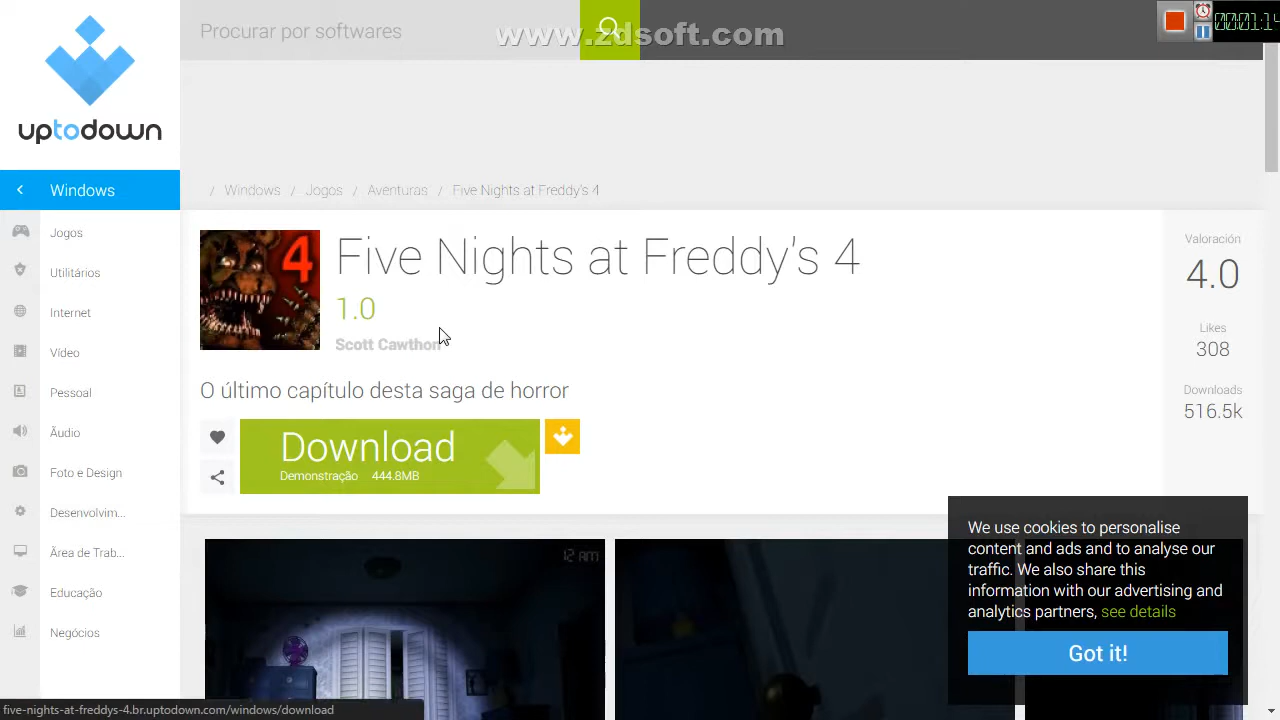 Procurar por softwares
www.zdsoft.com
uptodown
Windows
Jogos
Utilitários
Internet
Vídeo
Pessoal
Áudio
Foto e Design
Desenvolvim...
Área de Trab...
Educação
Negócios
/ Windows / Jogos / Aventuras / Five Nights at Freddy's 4
4
Five Nights at Freddy's 4
1.0
Scott Cawthon
O último capítulo desta saga de horror
Download
Demonstração 444.8MB
Valoración
4.0
Likes
308
Downloads
516.5k
12 AM
We use cookies to personalise
content and ads and to analyse our
traffic. We also share this
information with our advertising and
analytics partners, see details
Got it!
five-nights-at-freddys-4.br.uptodown.com/windows/download